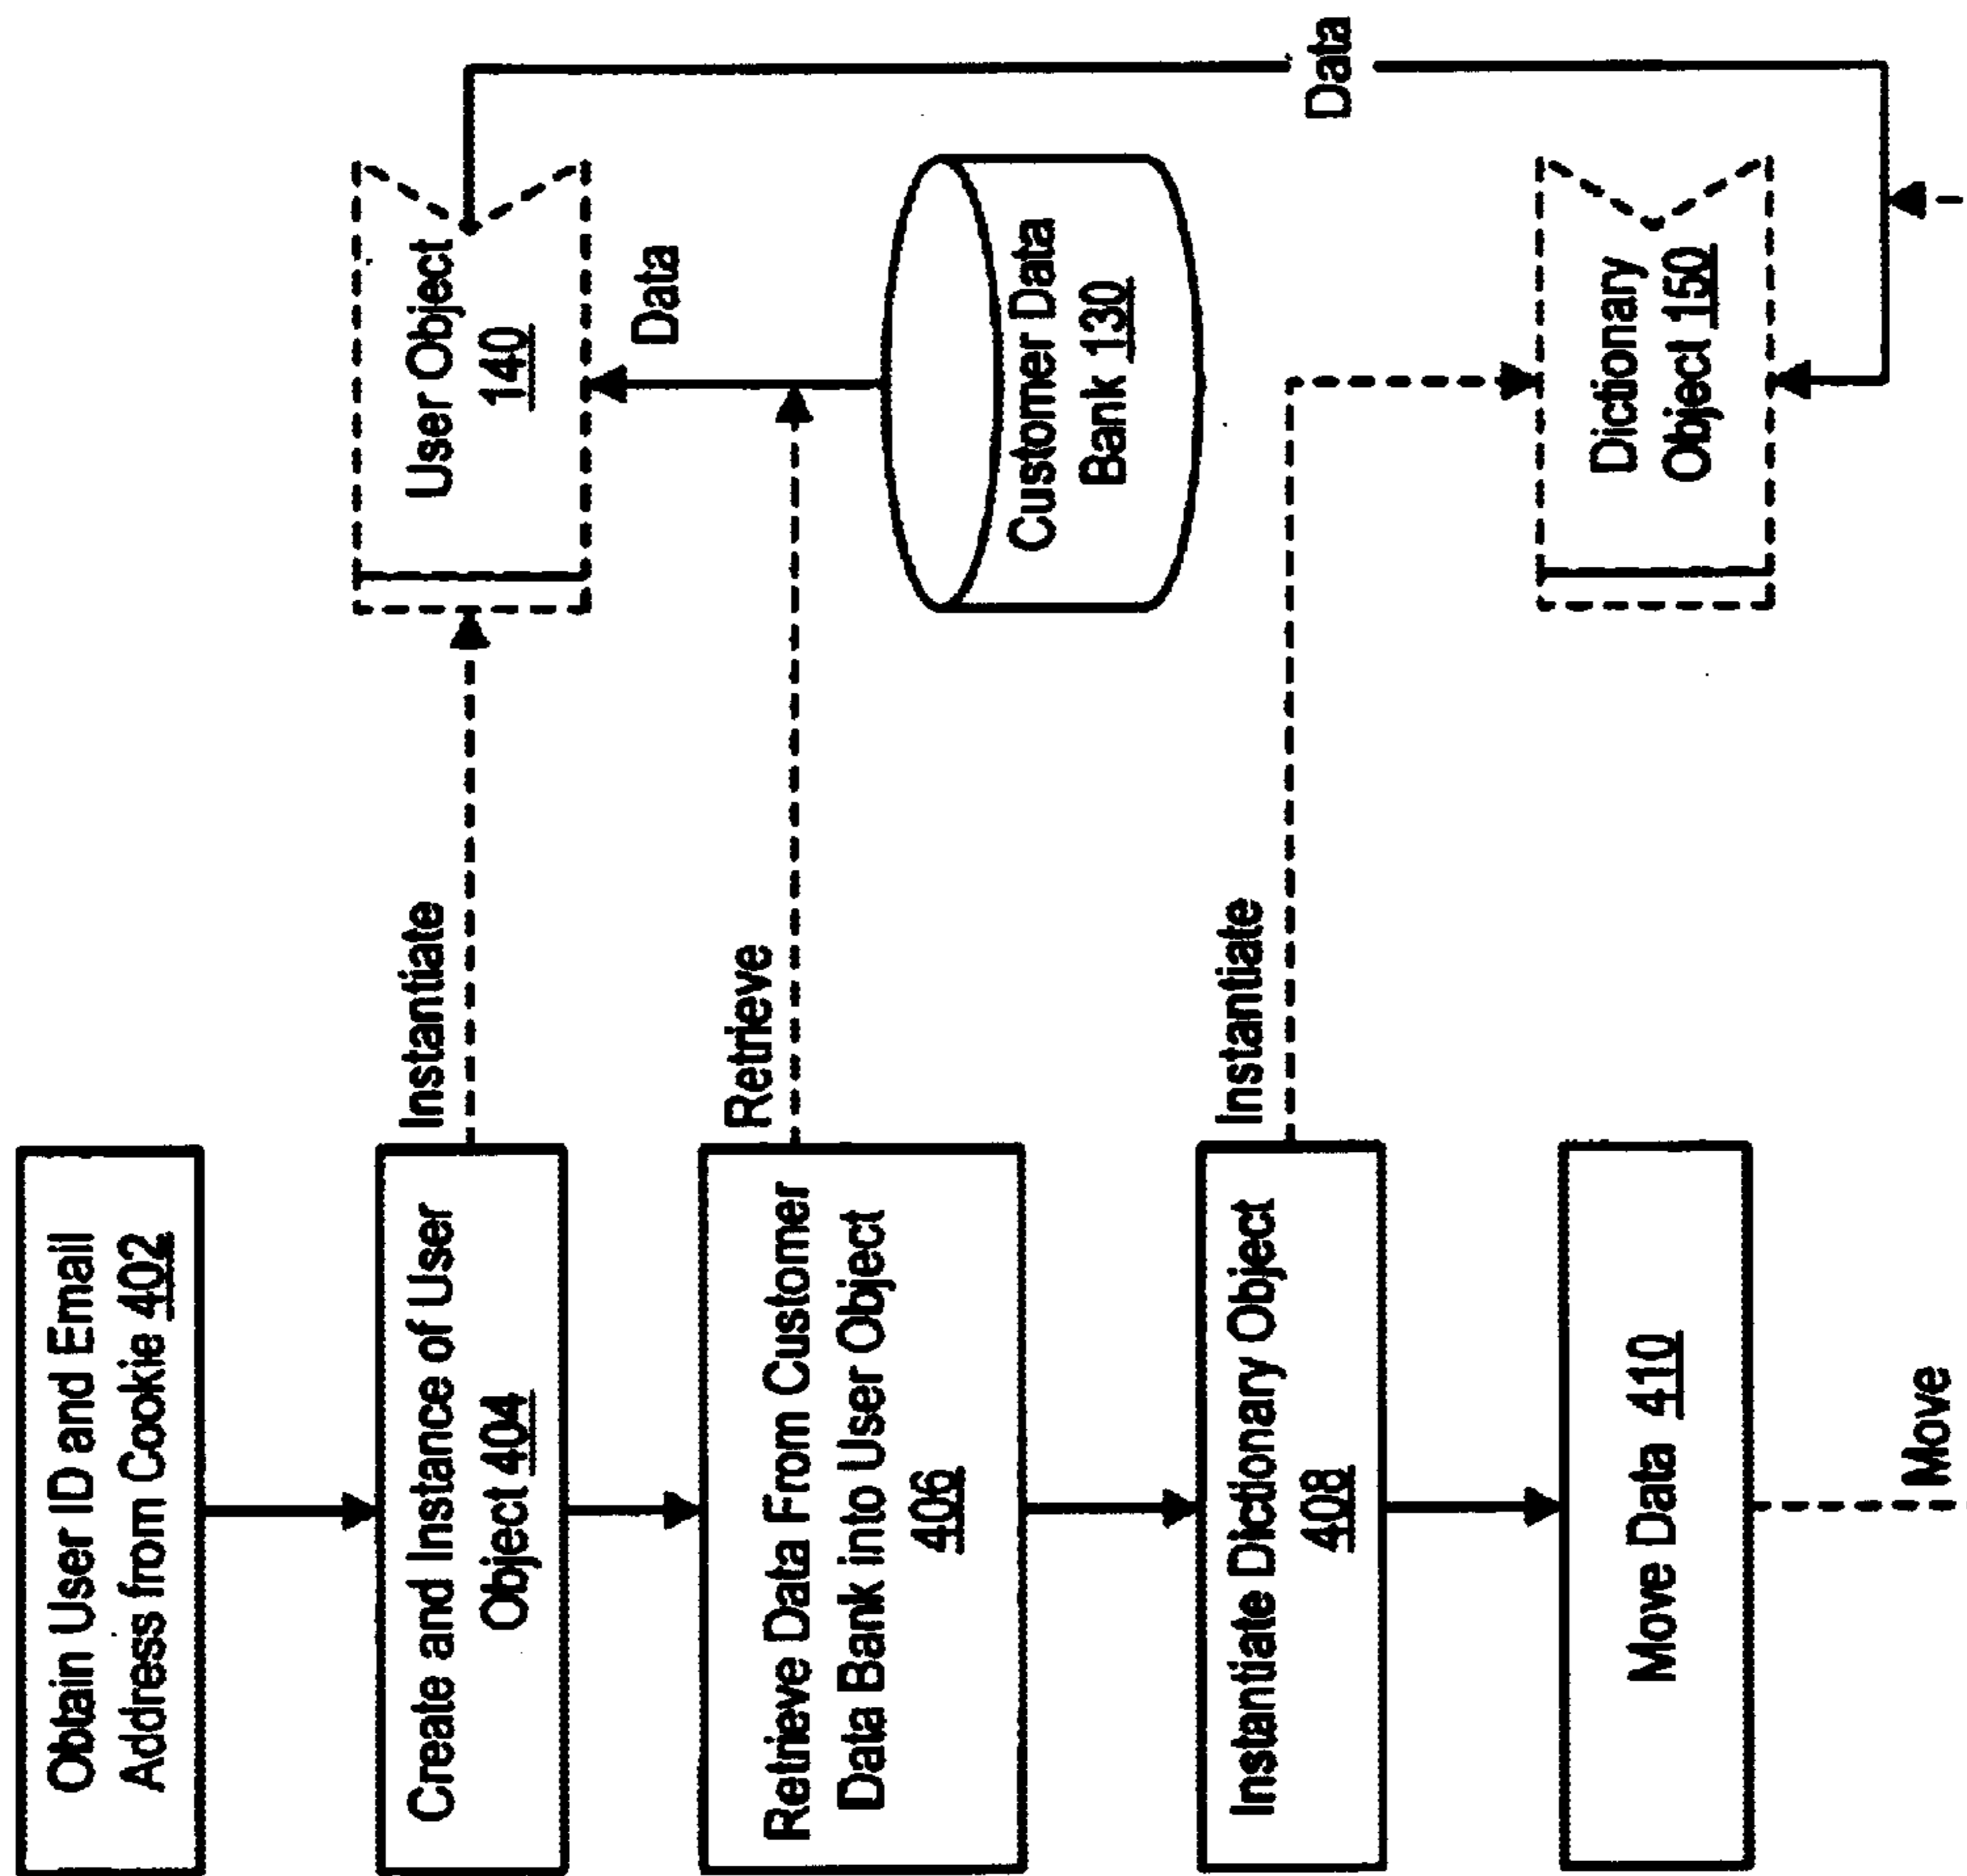 Obtain User ID and Email
Address from Cookie 402
Create and Instance of User
Object 404
Instantiate
User Object
140
Retrieve Data From Customer
Data Bank into User Object
406
Retrieve
Data
Customer Data
Bank 130
Instantiate Dictionary Object
408
Instantiate
Data
Move Data 410
Dictionary
Object 150
Move